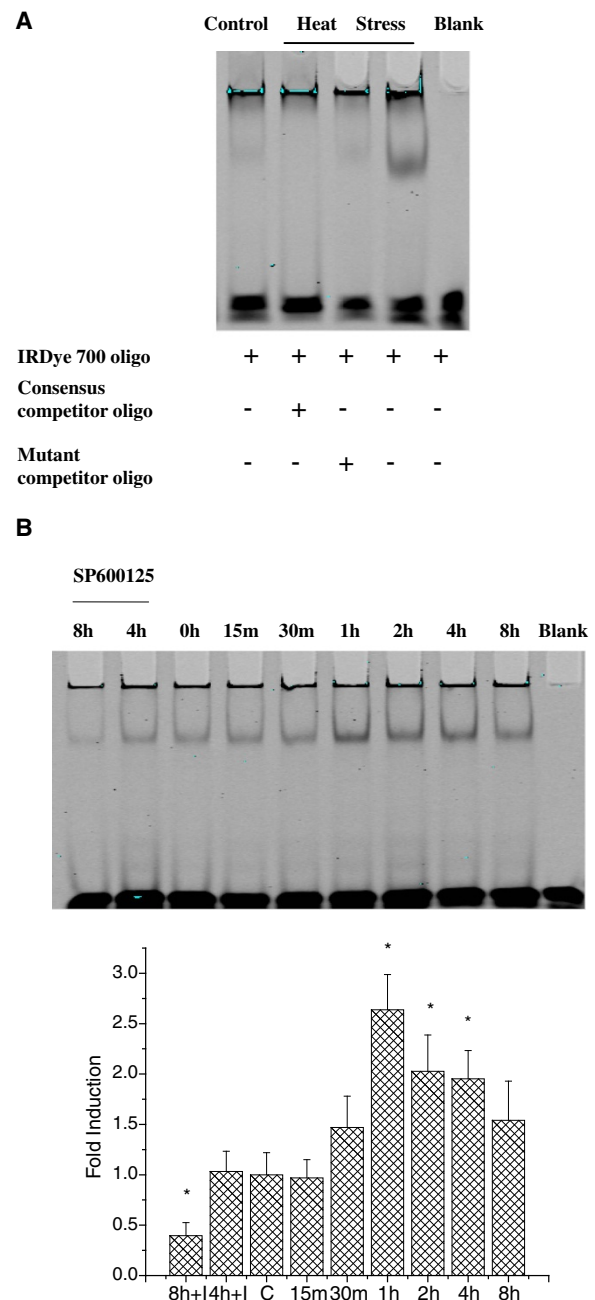 A
Control Heat Stress Blank
IRDye 700 oligo + + + + +
Consensus
competitor oligo - + - - -
Mutant
competitor oligo - - + - -
B
SP600125
8h 4h 0h 15m 30m 1h 2h 4h 8h Blank
*
3.0
*
*
2.5
2.0
1.5
1.0
*
0.5
0.0
Fold Induction
8h+I 4h+I C 15m 30m 1h 2h 4h 8h